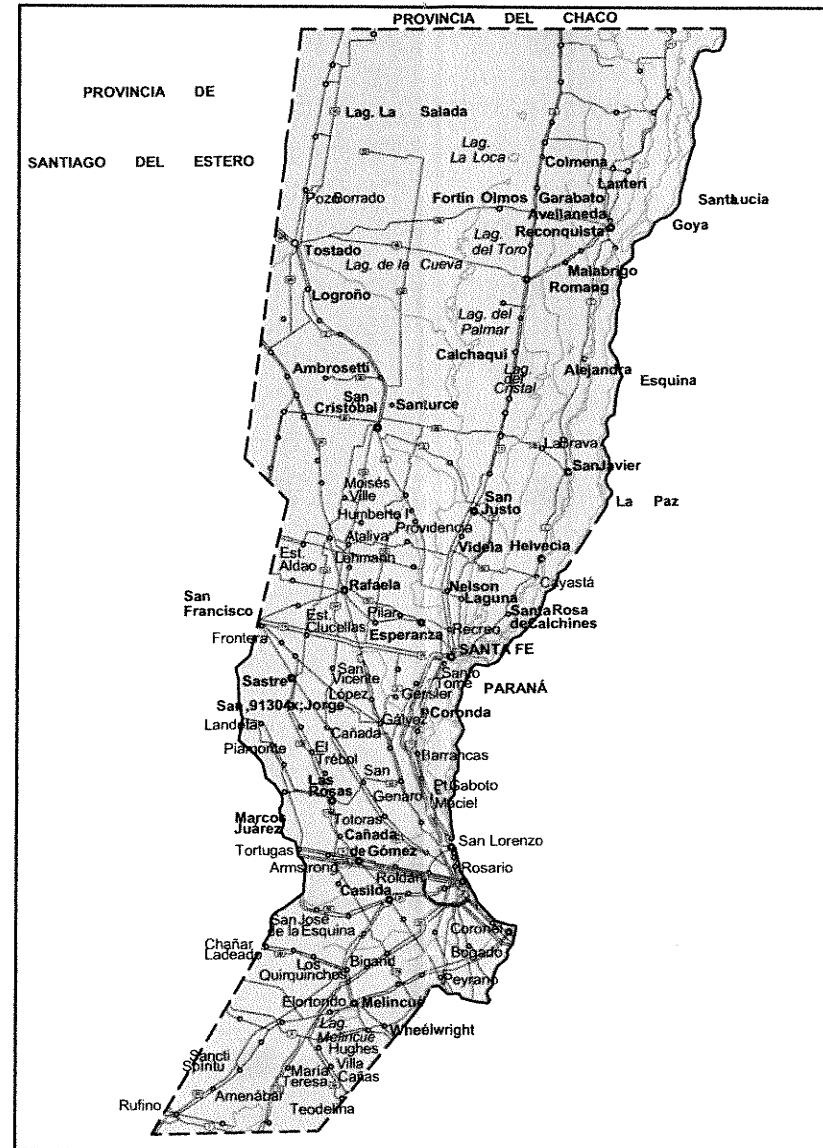 PROVINCIA DEL CHACO
PROVINCIA DE
SANTIAGO DEL ESTERO
Lag. La Salada
Lag.
La Loca
Colmena
Lanteri
Pozo Borrado
Fortín Olmos
Garabato
Avellaneda
Reconquista
Santa Lucia
Goya
Tostado
Lag.
del Toro
Lag. de la Cueva
Malabrigo
Romang
Logroño
Lag. del
Palmar
Calchaquí
Ambrosetti
Lag.
del
Cristal
Alejandra
Esquina
San
Cristóbal
Santurce
La Brava
San Javier
Moisés
Ville
San
Justo
La Paz
Humberto I
Providencia
Ataliva
Videla
Helvecia
Est.
Aldao
Lehmann
Cayastá
Rafaela
Nelson
Laguna
San
Francisco
Est.
Clucellas
Pilar
Santa Rosa
de Calchines
Esperanza
Recreo
Frontera
SANTA FE
San
Vicente
Santo
Tomé
Sastre
PARANÁ
López
Gessler
San ,91304x;Jorge
Coronda
Landeta
Cañada
Gálvez
Piamonte
El
Trébol
Barrancas
San
Genaro
Las
Rosas
Pt.Gaboto
Maciel
Marcos
Juárez
Totoras
Cañada
de Gómez
San Lorenzo
Tortugas
Armstrong
Roldán
Rosario
Casilda
San José
de la Esquina
Coronel
Bogado
Chañar
Ladeado
Los
Quirquinchos
Bigand
Peyrano
Elortondo
Melincué
Lag.
Melincué
Wheelwright
Hughes
Sancti
Spíritu
María
Teresa
Villa
Cañas
Amenábar
Rufino
Teodelina